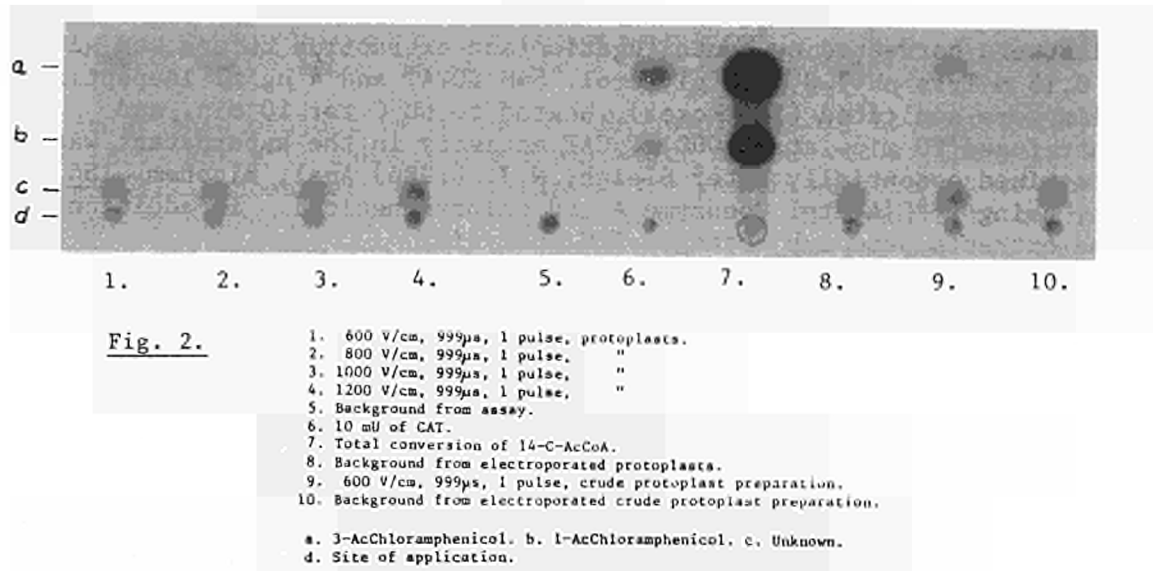 a
b
c
d
1. 2. 3. 4. 5. 6. 7. 8. 9. 10.
Fig. 2.
1. 600 V/cm, 999µs, 1 pulse, protoplasts.
2. 800 V/cm, 999µs, 1 pulse, "
3. 1000 V/cm, 999µs, 1 pulse, "
4. 1200 V/cm, 999µs, 1 pulse, "
5. Background from assay.
6. 10 mU of CAT.
7. Total conversion of 14-C-AcCoA.
8. Background from electroporated protoplasts.
9. 600 V/cm, 999µs, 1 pulse, crude protoplast preparation.
10. Background from electroporated crude protoplast preparation.
a. 3-AcChloramphenicol. b. 1-AcChloramphenicol. c. Unknown.
d. Site of application.